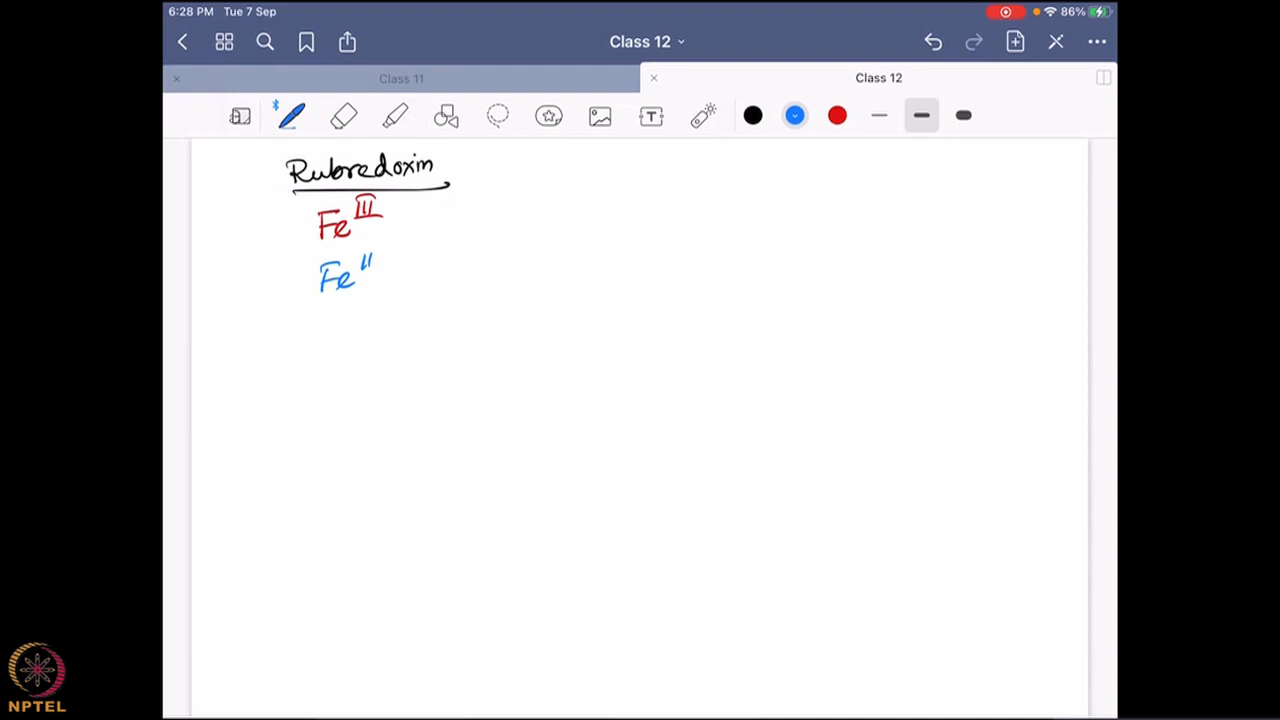 6:28 PM Tue 7 Sep
86%
Class 12
Class 11
Class 12
T
Rubredoxin
Fe^III
Fe^II
NPTEL